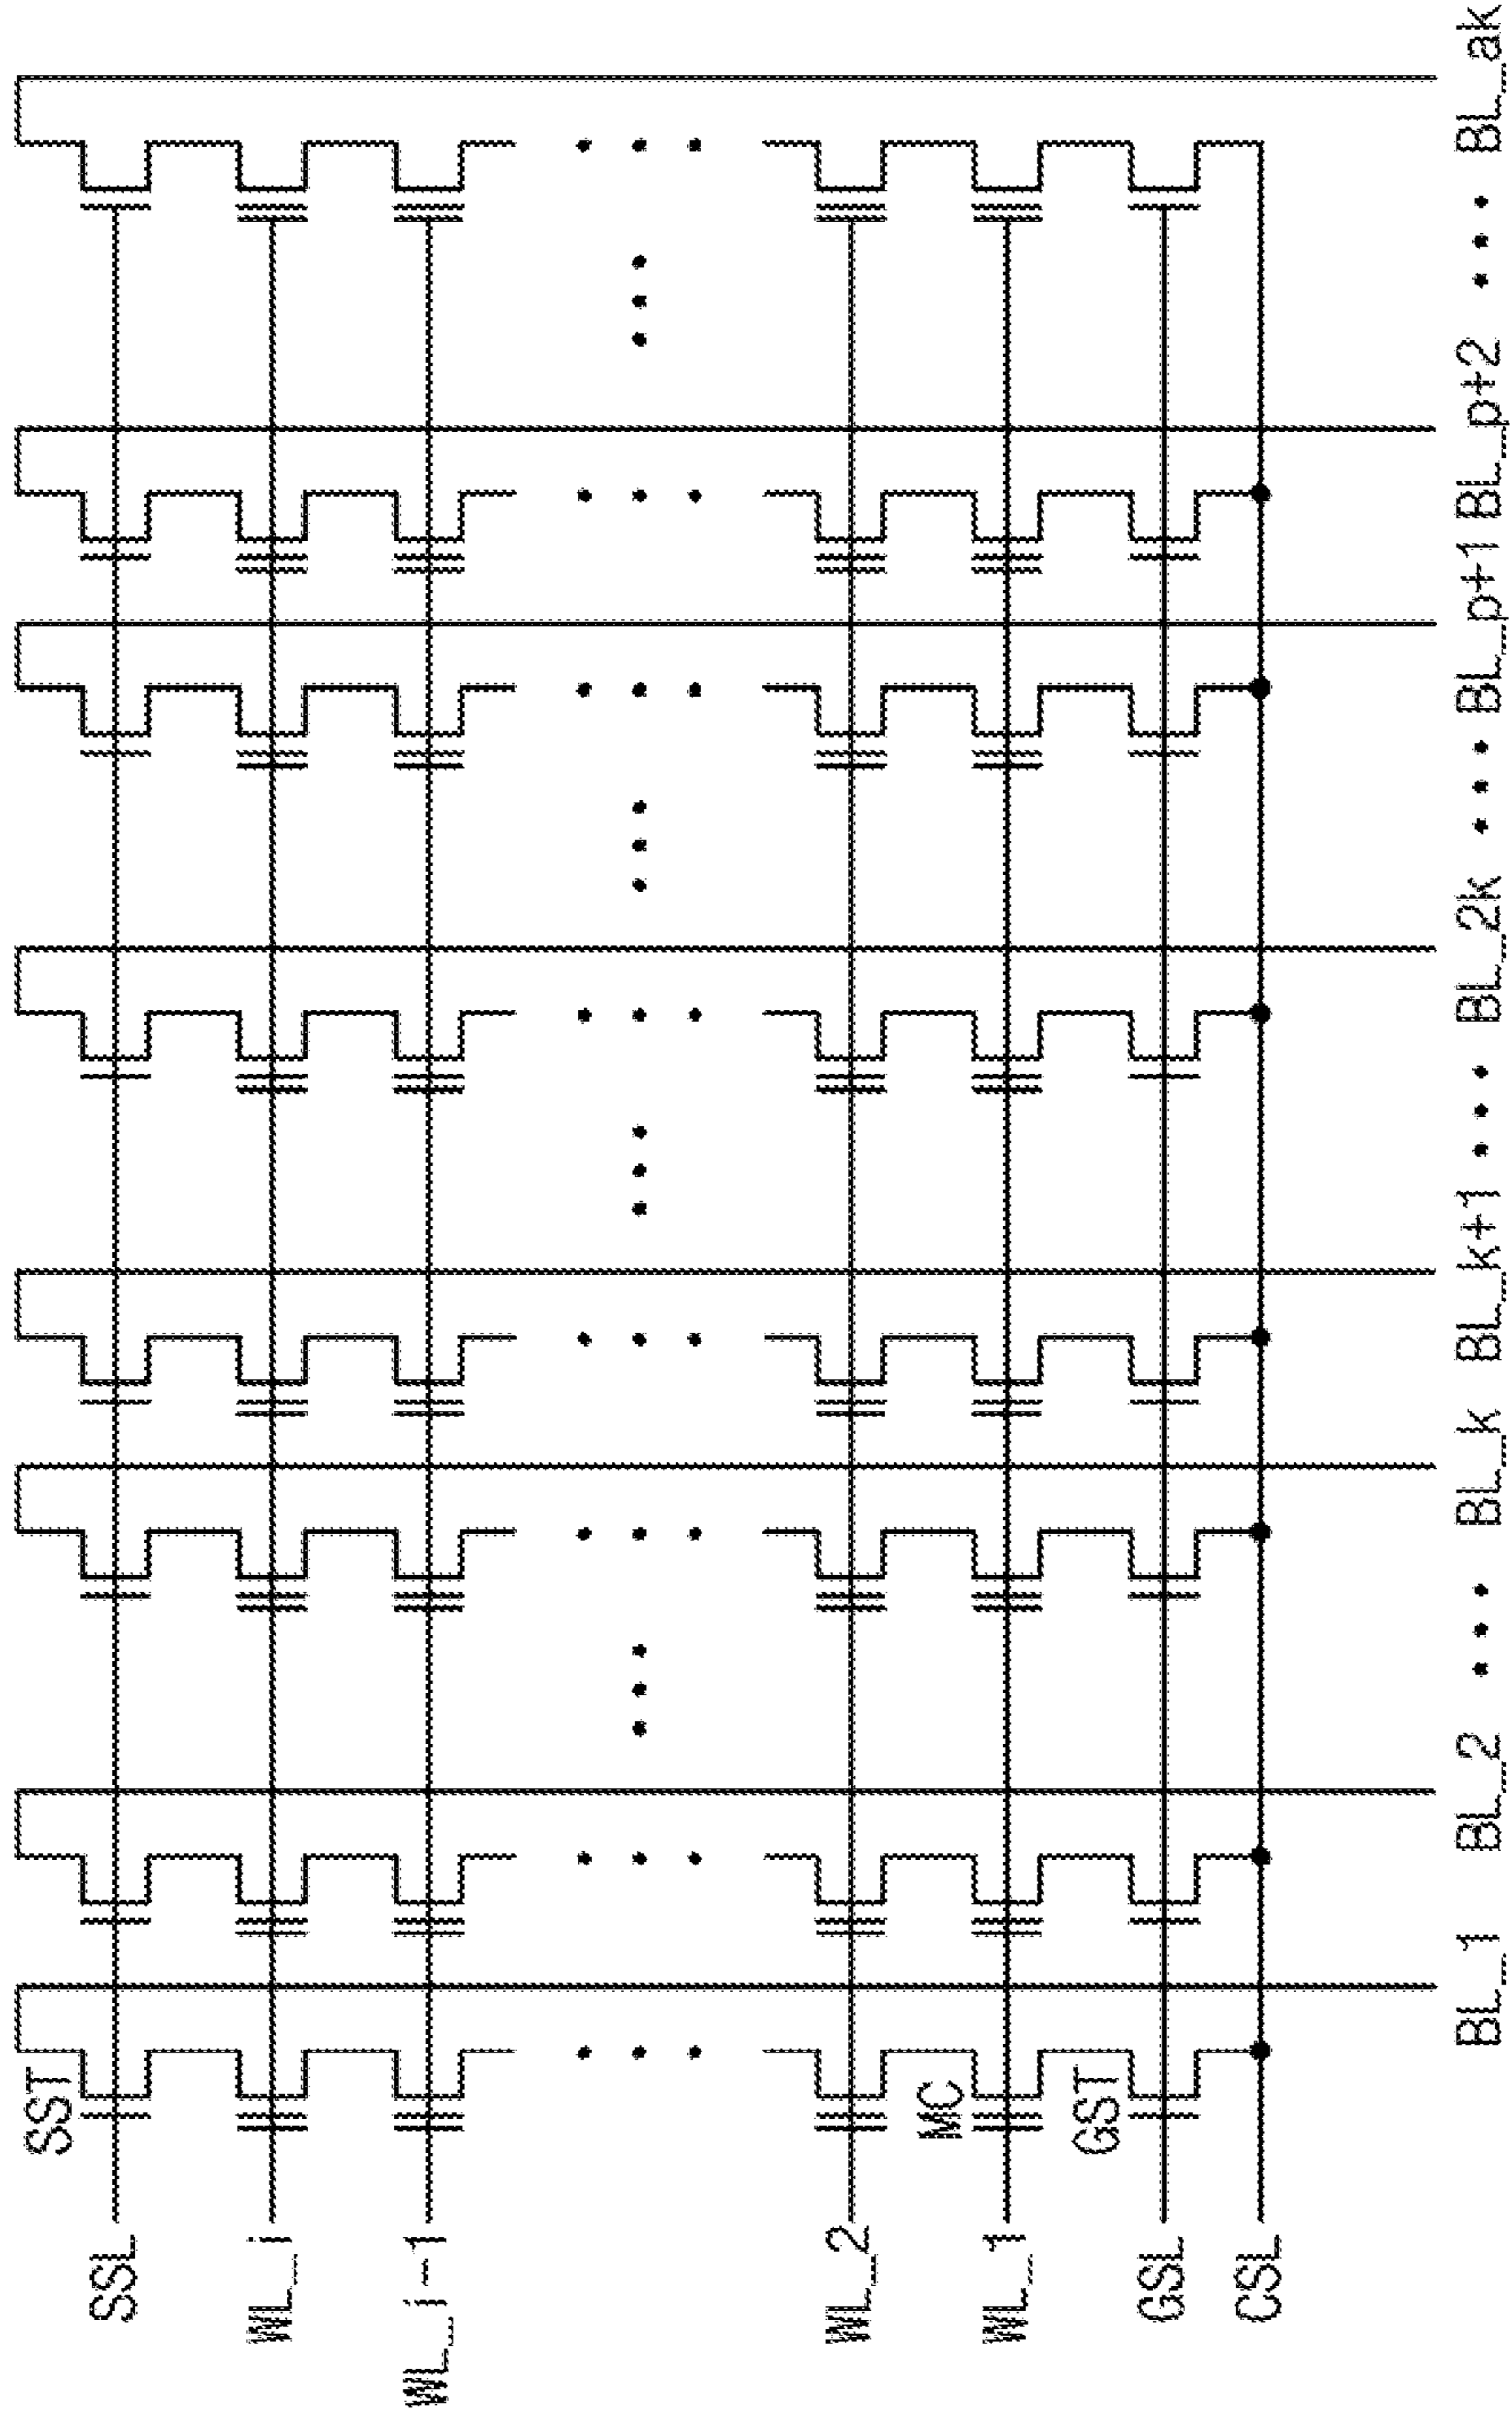 SST
SSL
WL_i
WL_i-1
WL_2
MC
WL_1
GST
GSL
CSL
BL_1 BL_2 ••• BL_k BL_k+1 ••• BL_2k ••• BL_p+1 BL_p+2 ••• BL_ak